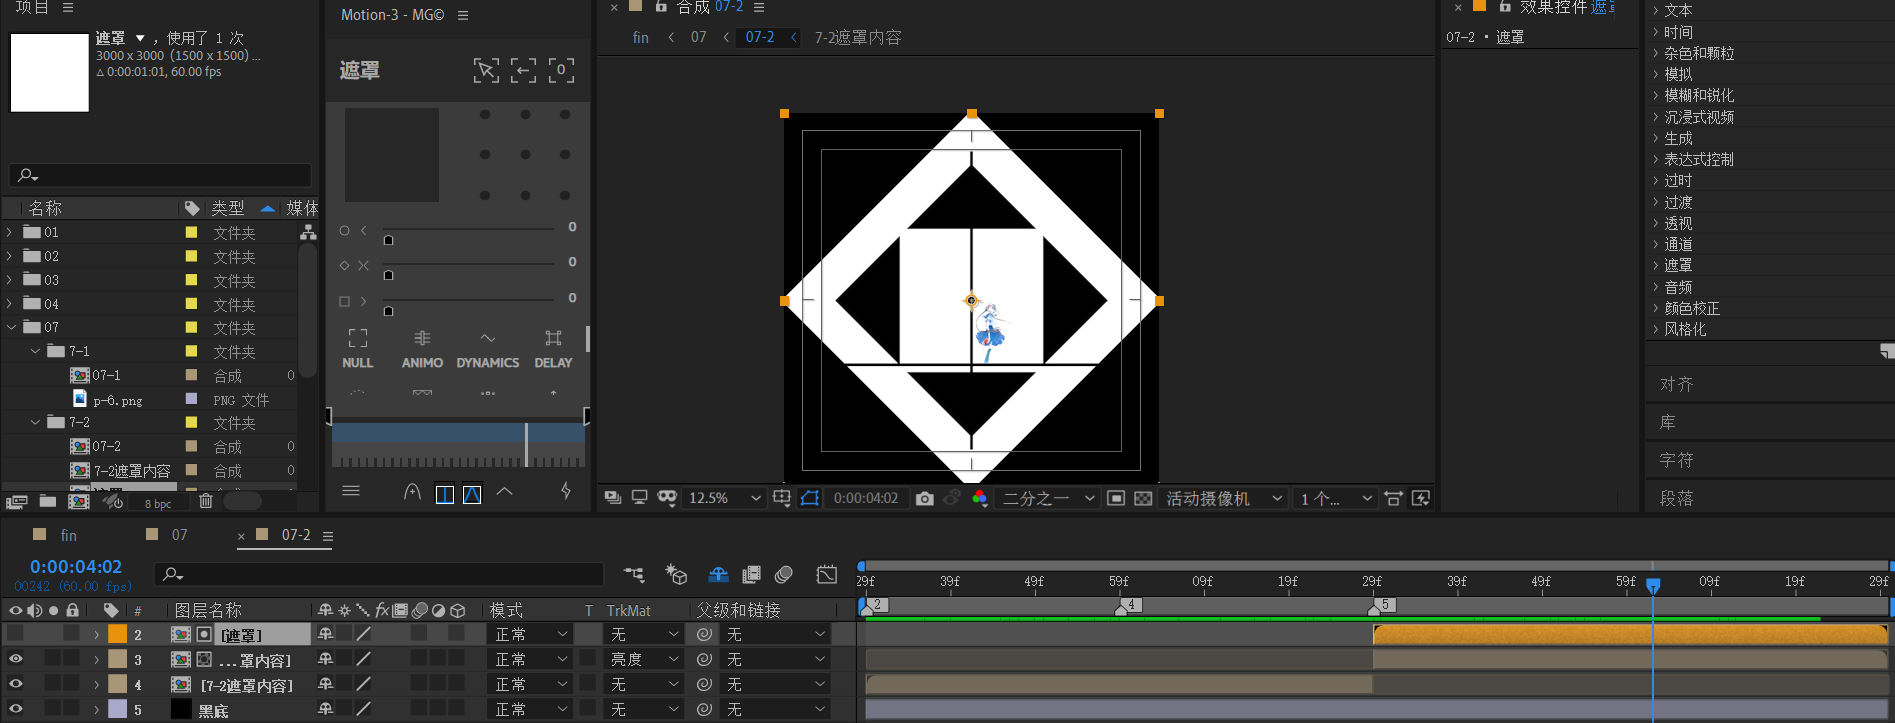 项目
遮罩 ▼ ，使用了 1 次
3000 x 3000 (1500 x 1500) ...
Δ 0:00:01:01, 60.00 fps
名称 类型 媒体
01 文件夹
02 文件夹
03 文件夹
04 文件夹
07 文件夹
7-1 文件夹
07-1 合成 0
p-6.png PNG 文件
7-2 文件夹
07-2 合成 0
7-2遮罩内容 合成 0
8 bpc
Motion-3 - MG©
遮罩
0
0
0
0
NULL ANIMO DYNAMICS DELAY
× 合成 07-2
fin < 07 < 07-2 < 7-2遮罩内容
12.5% 0:00:04:02 二分之一 活动摄像机 1 个...
× 效果控件 遮罩
07-2 · 遮罩
> 文本
> 时间
> 杂色和颗粒
> 模拟
> 模糊和锐化
> 沉浸式视频
> 生成
> 表达式控制
> 过时
> 过渡
> 透视
> 通道
> 遮罩
> 音频
> 颜色校正
> 风格化
对齐
库
字符
段落
fin 07 × 07-2
0:00:04:02
00242 (60.00 fps)
29f 39f 49f 59f 09f 19f 29f 39f 49f 59f 09f 19f 29f
2 4 5
# 图层名称 fx 模式 T TrkMat 父级和链接
2 [遮罩] 正常 无 无
3 ...罩内容] 正常 亮度 无
4 [7-2遮罩内容] 正常 无 无
5 黑底 正常 无 无